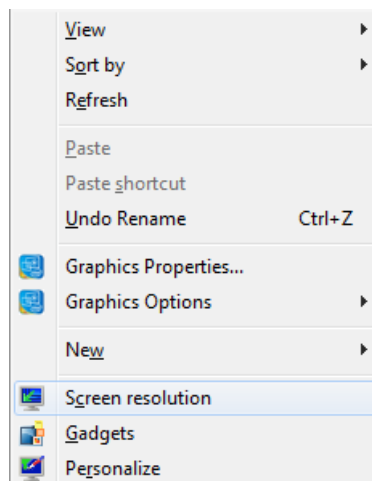 View
Sort by
Refresh
Paste
Paste shortcut
Undo Rename Ctrl+Z
Graphics Properties...
Graphics Options
New
Screen resolution
Gadgets
Personalize